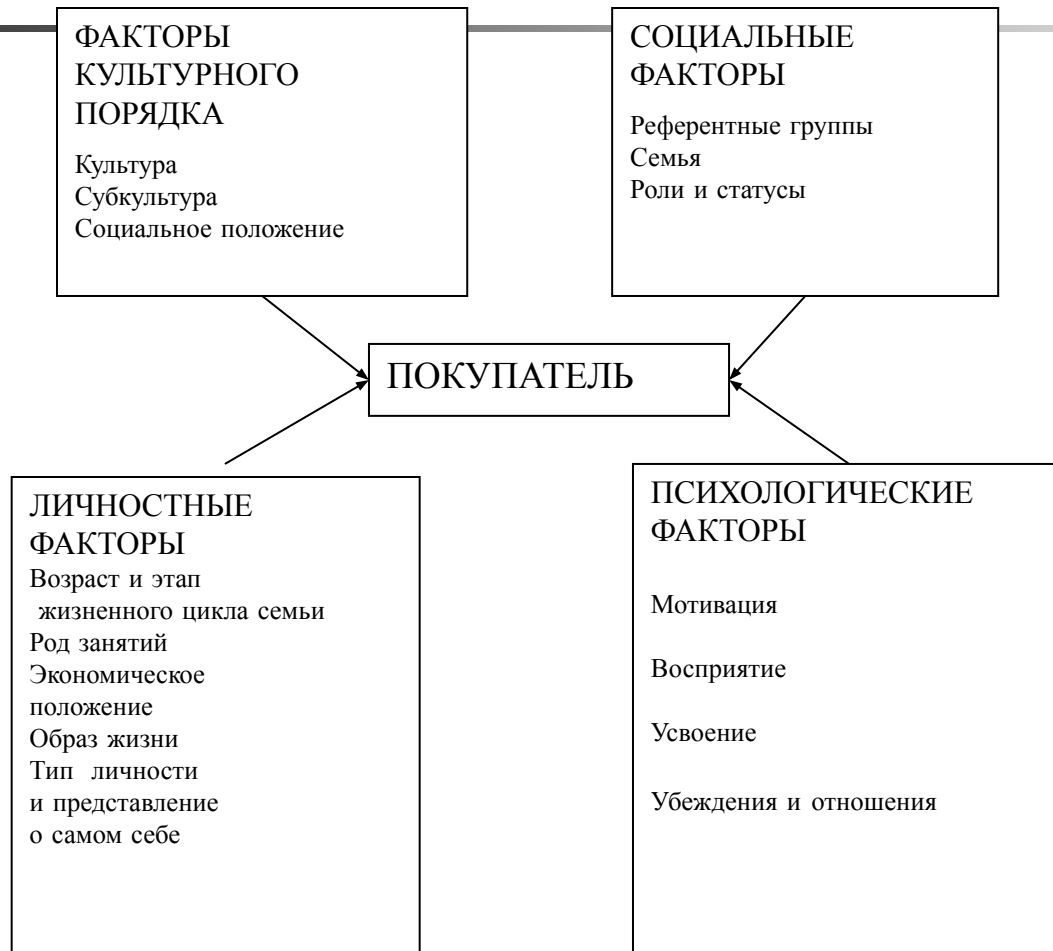 ФАКТОРЫ
КУЛЬТУРНОГО
ПОРЯДКА
Культура
Субкультура
Социальное положение
СОЦИАЛЬНЫЕ
ФАКТОРЫ
Референтные группы
Семья
Роли и статусы
ПОКУПАТЕЛЬ
ЛИЧНОСТНЫЕ
ФАКТОРЫ
Возраст и этап
жизненного цикла семьи
Род занятий
Экономическое
положение
Образ жизни
Тип личности
и представление
о самом себе
ПСИХОЛОГИЧЕСКИЕ
ФАКТОРЫ
Мотивация
Восприятие
Усвоение
Убеждения и отношения